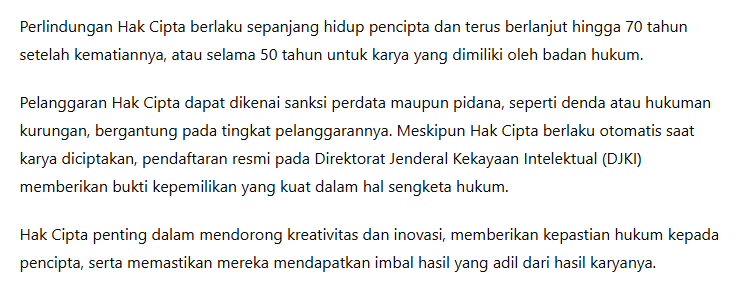 Perlindungan Hak Cipta berlaku sepanjang hidup pencipta dan terus berlanjut hingga 70 tahun
setelah kematiannya, atau selama 50 tahun untuk karya yang dimiliki oleh badan hukum.
Pelanggaran Hak Cipta dapat dikenai sanksi perdata maupun pidana, seperti denda atau hukuman
kurungan, bergantung pada tingkat pelanggarannya. Meskipun Hak Cipta berlaku otomatis saat
karya diciptakan, pendaftaran resmi pada Direktorat Jenderal Kekayaan Intelektual (DJKI)
memberikan bukti kepemilikan yang kuat dalam hal sengketa hukum.
Hak Cipta penting dalam mendorong kreativitas dan inovasi, memberikan kepastian hukum kepada
pencipta, serta memastikan mereka mendapatkan imbal hasil yang adil dari hasil karyanya.